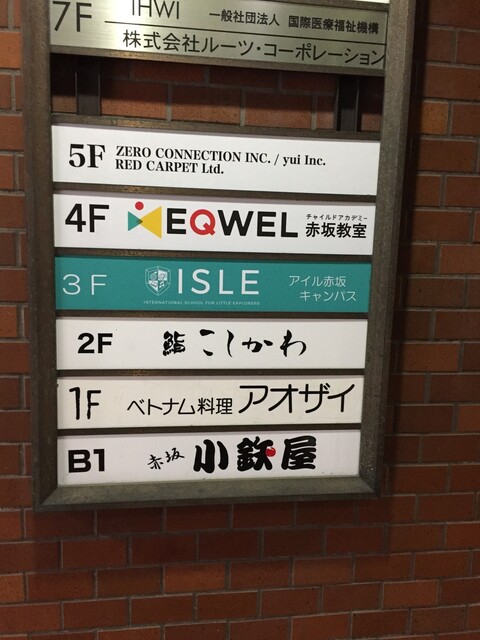 7F IHWI 一般社団法人 国際医療福祉機構
株式会社ルーツ・コーポレーション
5F ZERO CONNECTION INC. / yui Inc.
RED CARPET Ltd.
4F EQWEL チャイルドアカデミー
赤坂教室
3F ISLE アイル赤坂
キャンパス
INTERNATIONAL SCHOOL FOR LITTLE EXPLORERS
2F 鮨 こしかわ
1F ベトナム料理 アオザイ
B1 赤坂 小鉄屋